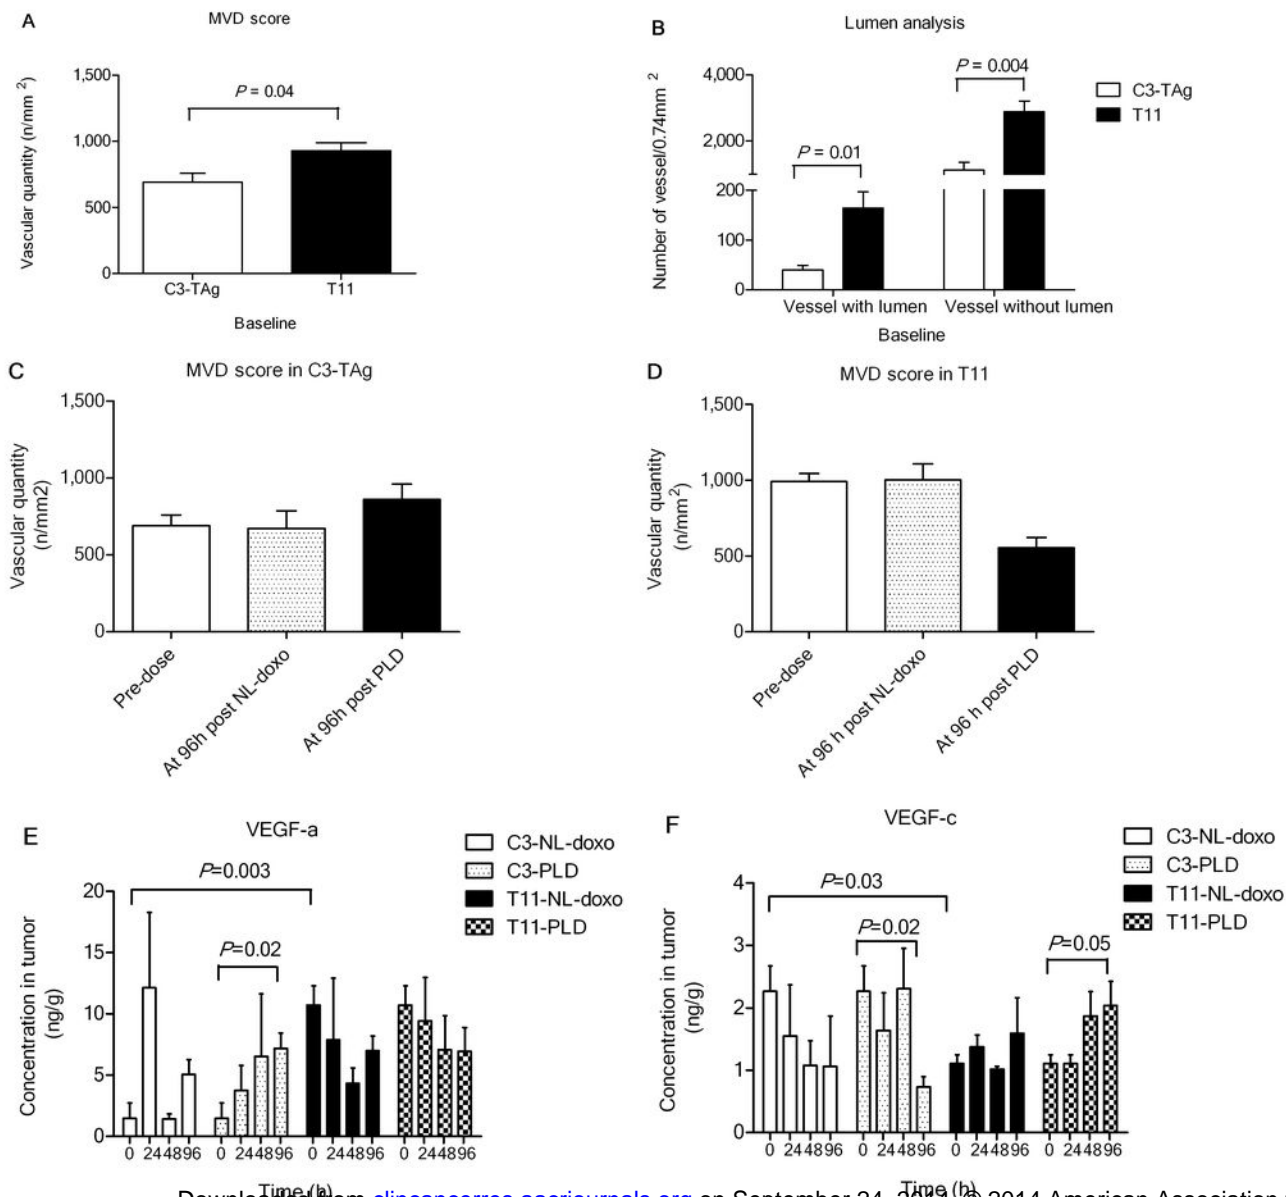 A
MVD score
Vascular quantity (n/mm 2)
1,500
1,000
500
0
P = 0.04
C3-TAg
T11
Baseline
B
Lumen analysis
Number of vessel/0.74mm 2
4,000
2,000
200
100
0
P = 0.01
P = 0.004
C3-TAg
T11
Vessel with lumen
Vessel without lumen
Baseline
C
MVD score in C3-TAg
Vascular quantity
(n/mm2)
1,500
1,000
500
0
Pre-dose
At 96h post NL-doxo
At 96h post PLD
D
MVD score in T11
Vascular quantity
(n/mm2)
1,500
1,000
500
0
Pre-dose
At 96 h post NL-doxo
At 96 h post PLD
E
VEGF-a
C3-NL-doxo
C3-PLD
T11-NL-doxo
T11-PLD
Concentration in tumor
(ng/g)
20
15
10
5
0
P=0.003
P=0.02
0 244896 0 244896 0 244896 0 244896
Time (h)
F
VEGF-c
C3-NL-doxo
C3-PLD
T11-NL-doxo
T11-PLD
Concentration in tumor
(ng/g)
4
3
2
1
0
P=0.03
P=0.02
P=0.05
0 244896 0 244896 0 244896 0 244896
Time (h)
Downloaded from clincancerres.aacrjournals.org on September 24, 2014. © 2014 American Association